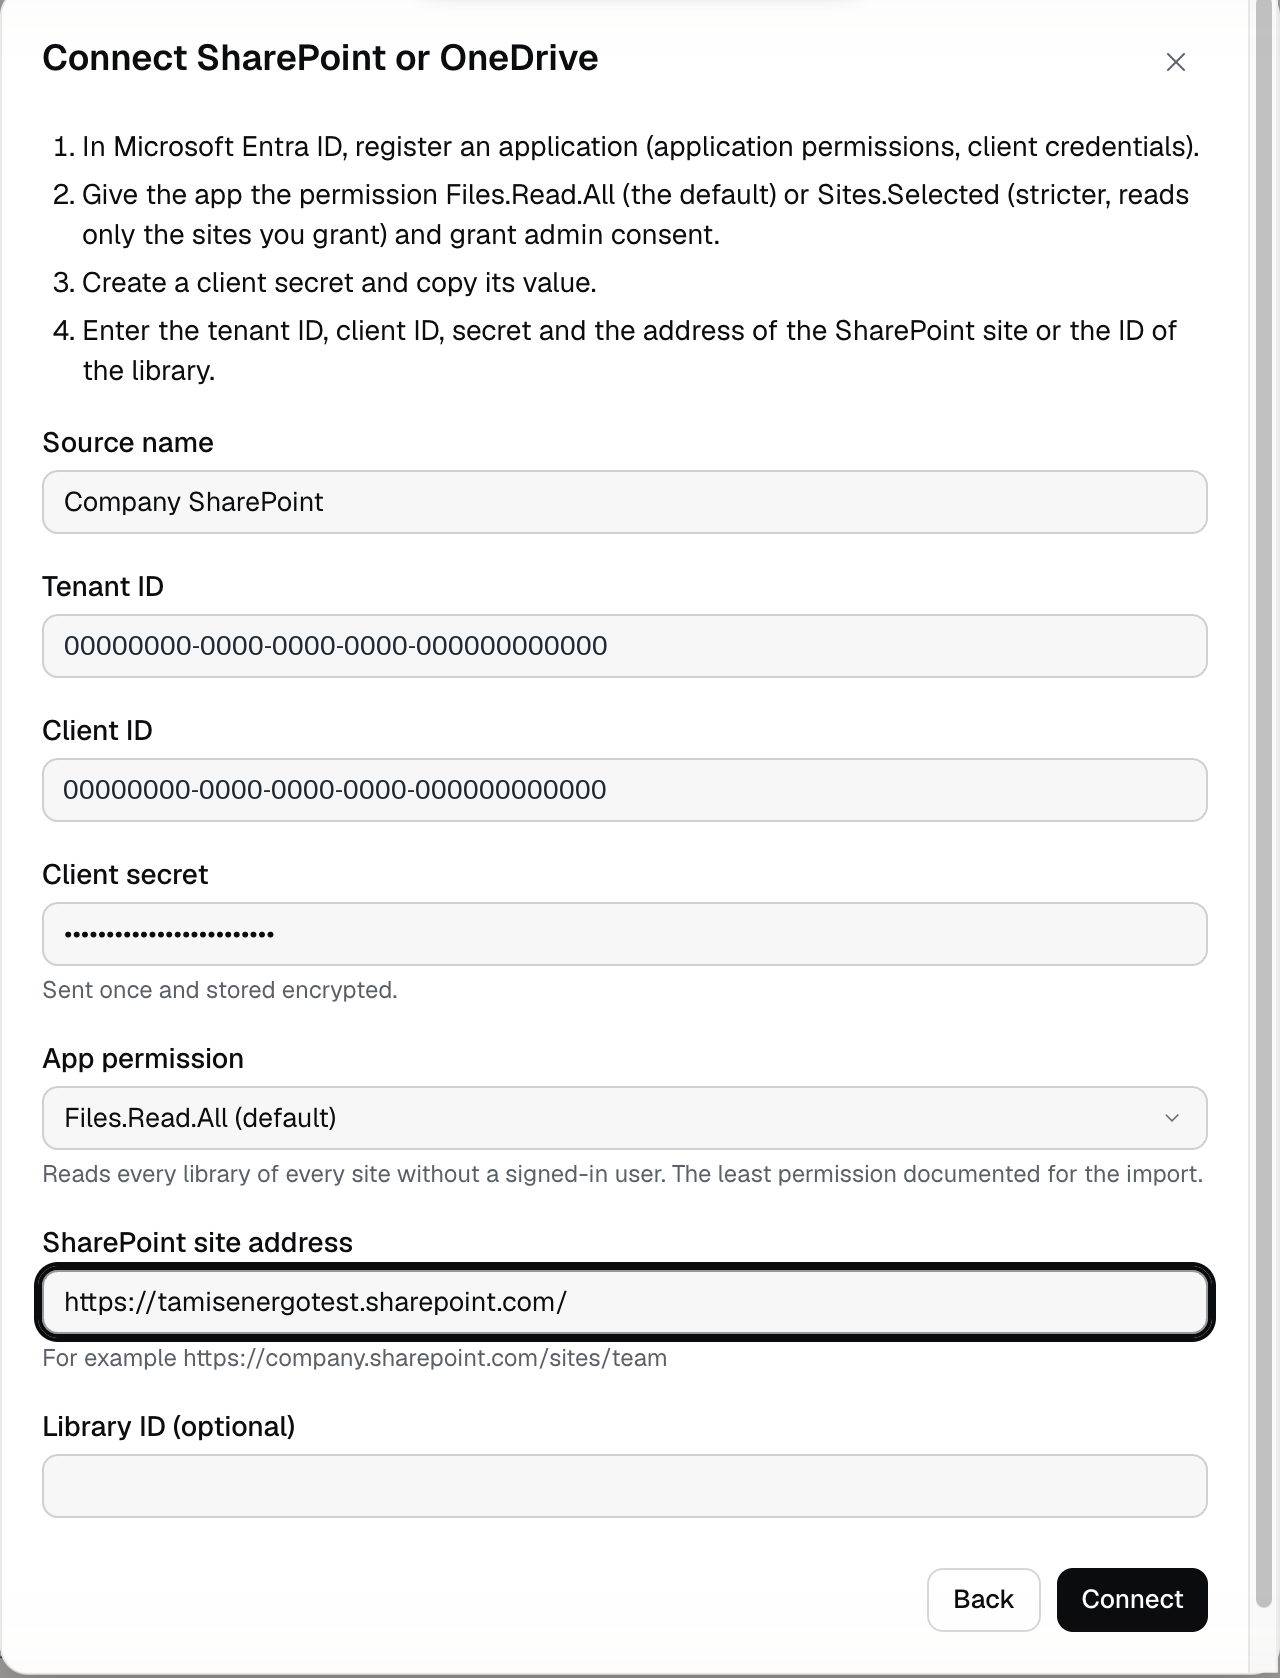 Connect SharePoint or OneDrive
1. In Microsoft Entra ID, register an application (application permissions, client credentials).
2. Give the app the permission Files.Read.All (the default) or Sites.Selected (stricter, reads
only the sites you grant) and grant admin consent.
3. Create a client secret and copy its value.
4. Enter the tenant ID, client ID, secret and the address of the SharePoint site or the ID of
the library.
Source name
Company SharePoint
Tenant ID
00000000-0000-0000-0000-000000000000
Client ID
00000000-0000-0000-0000-000000000000
Client secret
•••••••••••••••••••••••••
Sent once and stored encrypted.
App permission
Files.Read.All (default)
Reads every library of every site without a signed-in user. The least permission documented for the import.
SharePoint site address
https://tamisenergotest.sharepoint.com/
For example https://company.sharepoint.com/sites/team
Library ID (optional)
Back
Connect